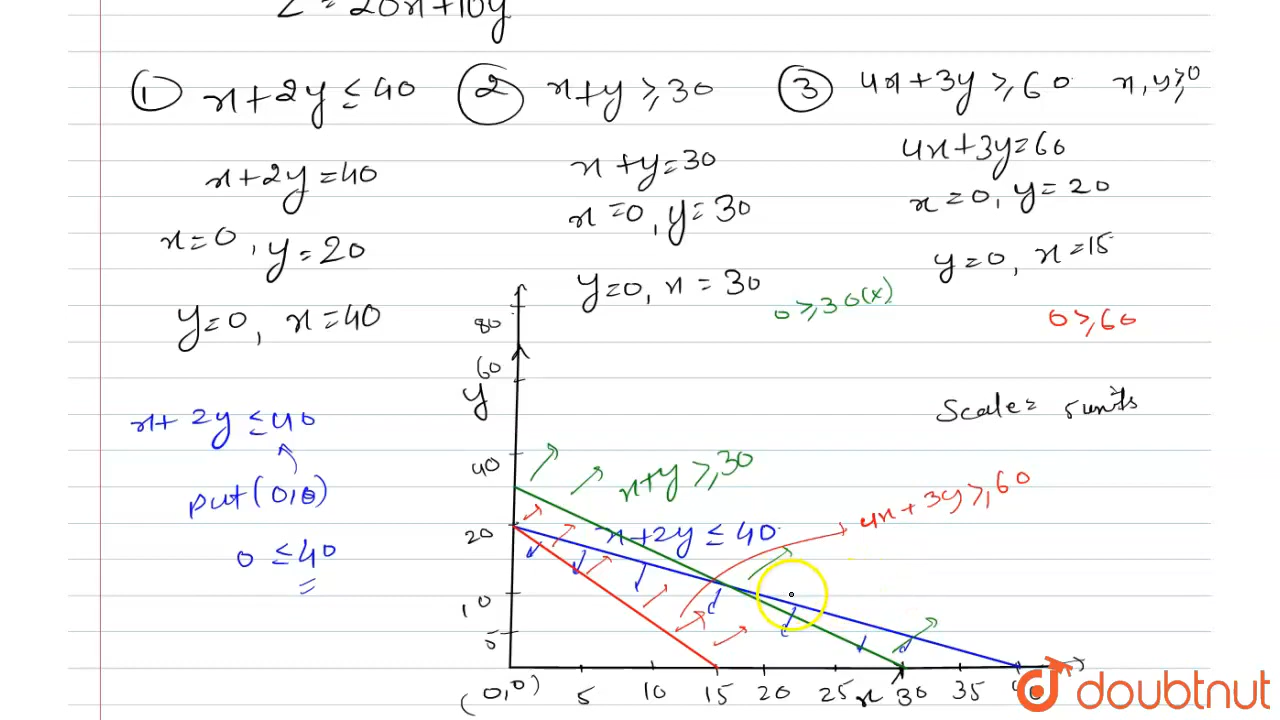 Z = 20x+10y
① x+2y ≤ 40 ② x+y ≥ 30 ③ 4x+3y ≥ 60 x, y ≥ 0
x+2y = 40 x+y = 30 4x+3y = 60
x=0, y=20 x=0, y=30 x=0, y=20
y=0, x=40 y=0, x=30 y=0, x=15
0 ≥ 30(x) 0 ≥ 60
80
60
y
x+2y ≤ 40 Scale= 5 units
put (0,0) 40 x+y ≥ 30 4x+3y ≥ 60
0 ≤ 40 20 x+2y ≤ 40
10
5
(0,0) 5 10 15 20 25 x 30 35 40
doubtnut